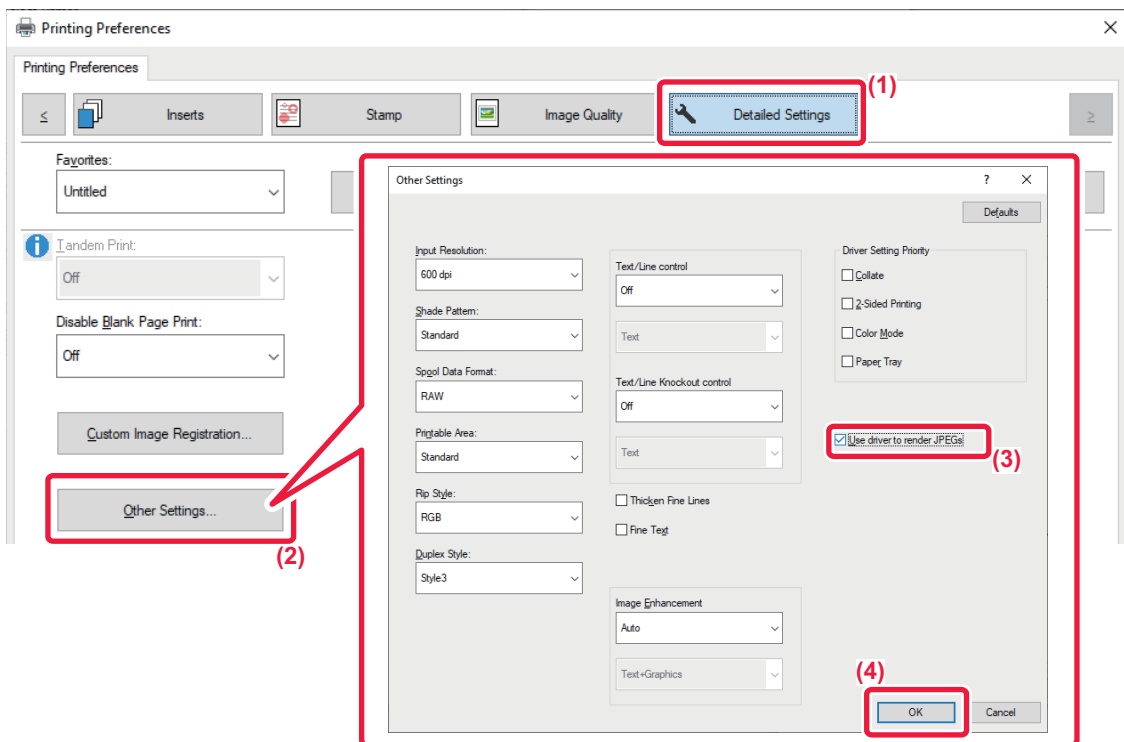 Printing Preferences
Printing Preferences
(1)
≤
Inserts
Stamp
Image Quality
Detailed Settings
≥
Favorites:
Untitled
Tandem Print:
Off
Disable Blank Page Print:
Off
Custom Image Registration...
Other Settings...
(2)
Other Settings
?
Defaults
Input Resolution:
600 dpi
Shade Pattern:
Standard
Spool Data Format:
RAW
Printable Area:
Standard
Rip Style:
RGB
Duplex Style:
Style3
Text/Line control
Off
Text
Text/Line Knockout control
Off
Text
Thicken Fine Lines
Fine Text
Image Enhancement
Auto
Text+Graphics
Driver Setting Priority
Collate
2-Sided Printing
Color Mode
Paper Tray
Use driver to render JPEGs
(3)
(4)
OK
Cancel